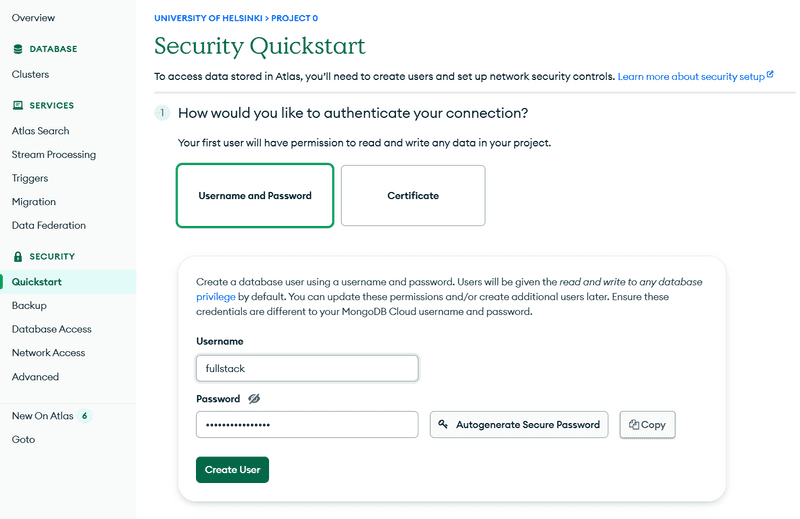 Overview
DATABASE
Clusters
SERVICES
Atlas Search
Stream Processing
Triggers
Migration
Data Federation
SECURITY
Quickstart
Backup
Database Access
Network Access
Advanced
New On Atlas 6
Goto
UNIVERSITY OF HELSINKI > PROJECT 0
Security Quickstart
To access data stored in Atlas, you'll need to create users and set up network security controls. Learn more about security setup
1 How would you like to authenticate your connection?
Your first user will have permission to read and write any data in your project.
Username and Password
Certificate
Create a database user using a username and password. Users will be given the read and write to any database
privilege by default. You can update these permissions and/or create additional users later. Ensure these
credentials are different to your MongoDB Cloud username and password.
Username
fullstack
Password
••••••••••••••••
Autogenerate Secure Password
Copy
Create User